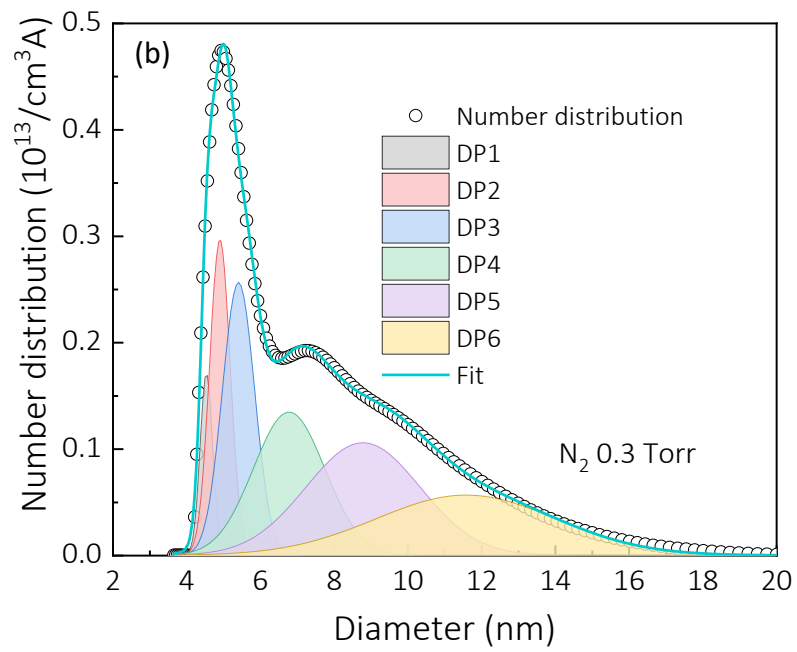 (b)
Number distribution (10¹³/cm³A)
0.5
0.4
0.3
0.2
0.1
0.0
Number distribution
DP1
DP2
DP3
DP4
DP5
DP6
Fit
N₂ 0.3 Torr
2 4 6 8 10 12 14 16 18 20
Diameter (nm)